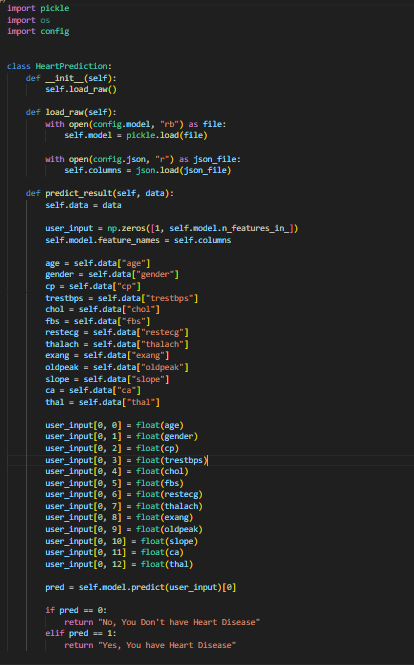 import pickle
import os
import config
class HeartPrediction:
    def __init__(self):
        self.load_raw()
    def load_raw(self):
        with open(config.model, "rb") as file:
            self.model = pickle.load(file)
        with open(config.json, "r") as json_file:
            self.columns = json.load(json_file)
    def predict_result(self, data):
        self.data = data
        user_input = np.zeros([1, self.model.n_features_in_])
        self.model.feature_names = self.columns
        age = self.data["age"]
        gender = self.data["gender"]
        cp = self.data["cp"]
        trestbps = self.data["trestbps"]
        chol = self.data["chol"]
        fbs = self.data["fbs"]
        restecg = self.data["restecg"]
        thalach = self.data["thalach"]
        exang = self.data["exang"]
        oldpeak = self.data["oldpeak"]
        slope = self.data["slope"]
        ca = self.data["ca"]
        thal = self.data["thal"]
        user_input[0, 0] = float(age)
        user_input[0, 1] = float(gender)
        user_input[0, 2] = float(cp)
        user_input[0, 3] = float(trestbps)
        user_input[0, 4] = float(chol)
        user_input[0, 5] = float(fbs)
        user_input[0, 6] = float(restecg)
        user_input[0, 7] = float(thalach)
        user_input[0, 8] = float(exang)
        user_input[0, 9] = float(oldpeak)
        user_input[0, 10] = float(slope)
        user_input[0, 11] = float(ca)
        user_input[0, 12] = float(thal)
        pred = self.model.predict(user_input)[0]
        if pred == 0:
            return "No, You Don't have Heart Disease"
        elif pred == 1:
            return "Yes, You have Heart Disease"